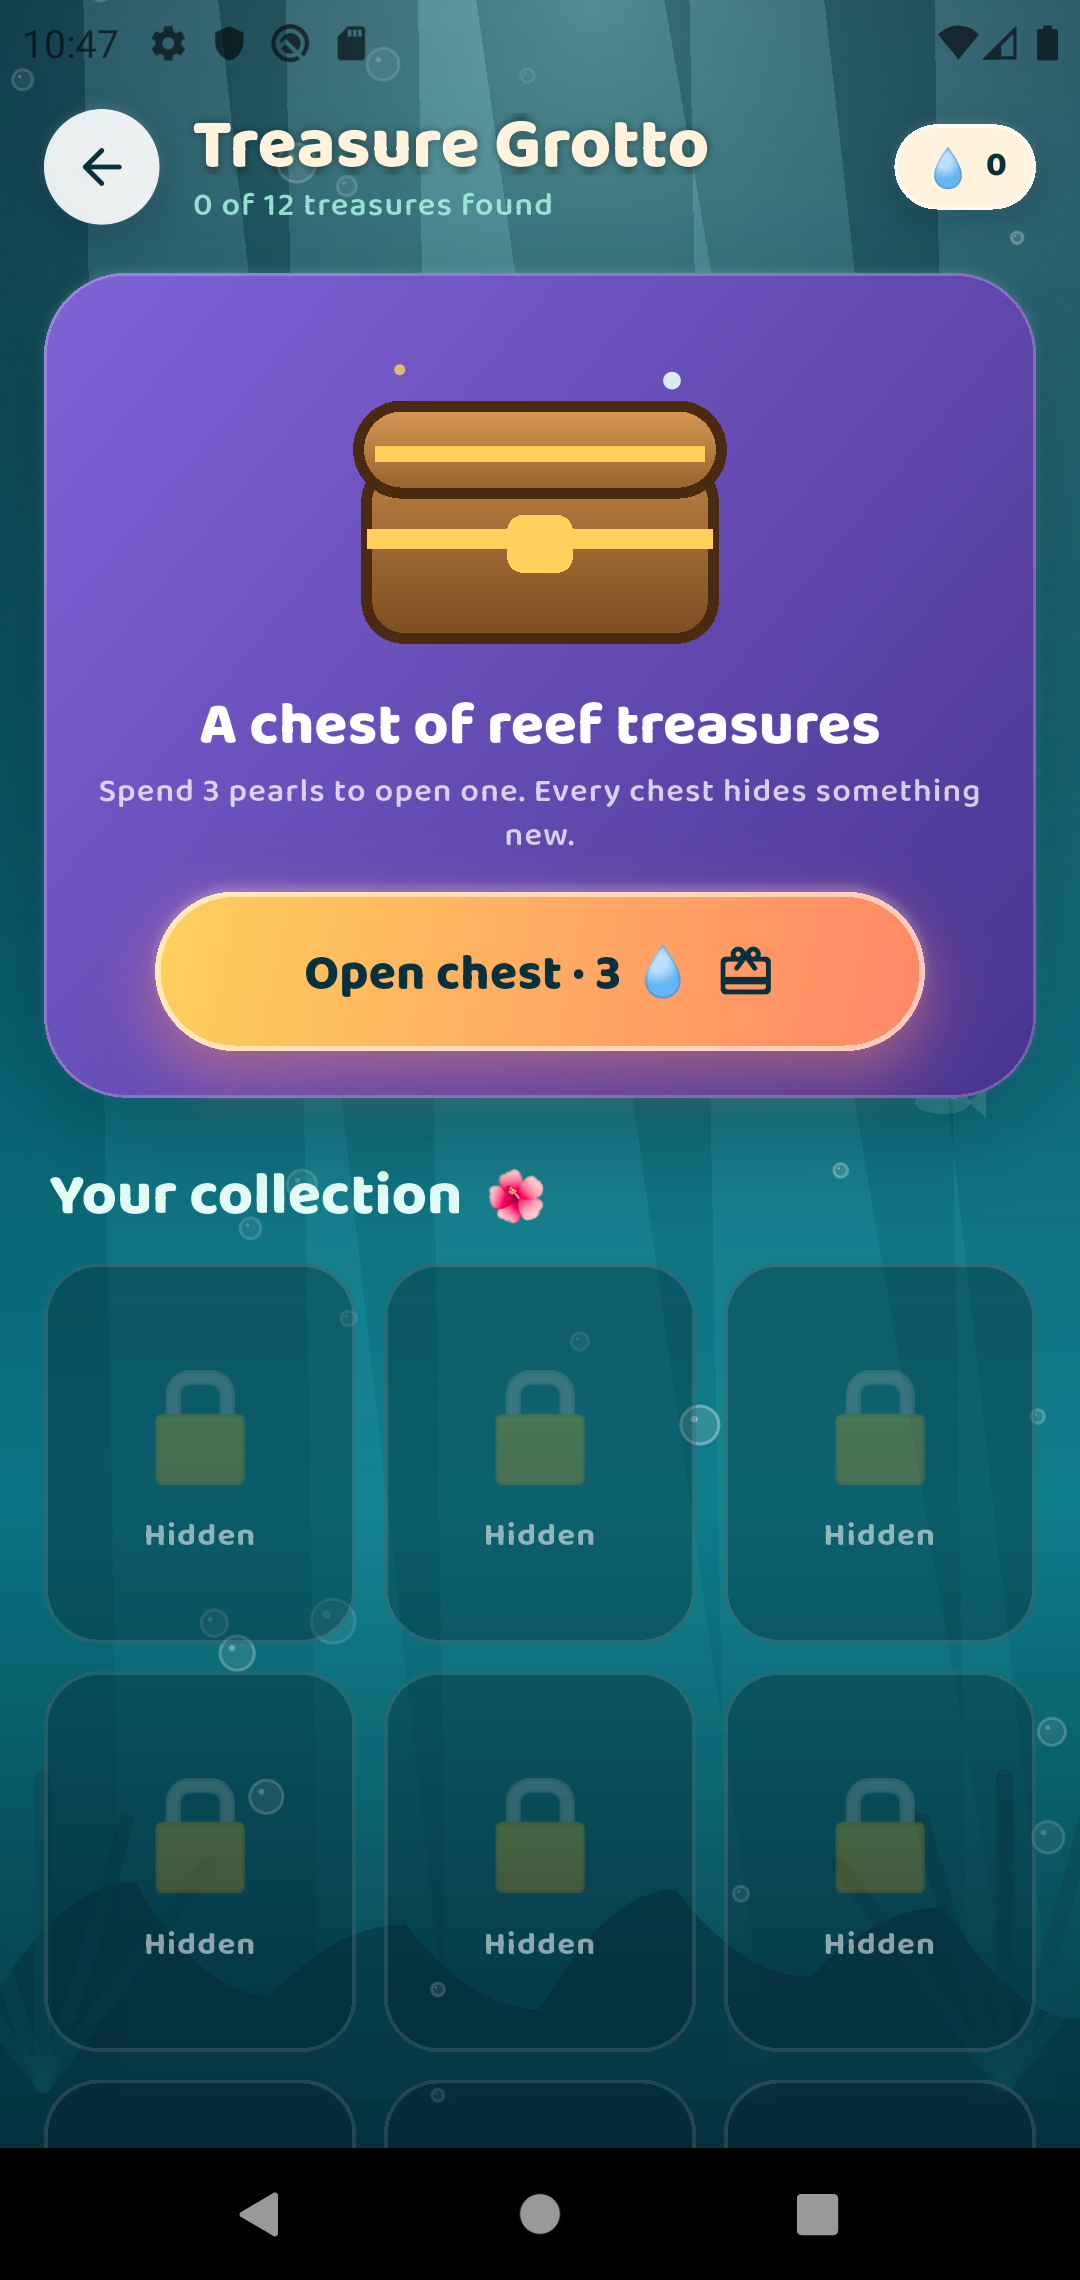 10:47
Treasure Grotto
0 of 12 treasures found
0
A chest of reef treasures
Spend 3 pearls to open one. Every chest hides something
new.
Open chest · 3 💧
Your collection 🌺
Hidden Hidden Hidden
Hidden Hidden Hidden